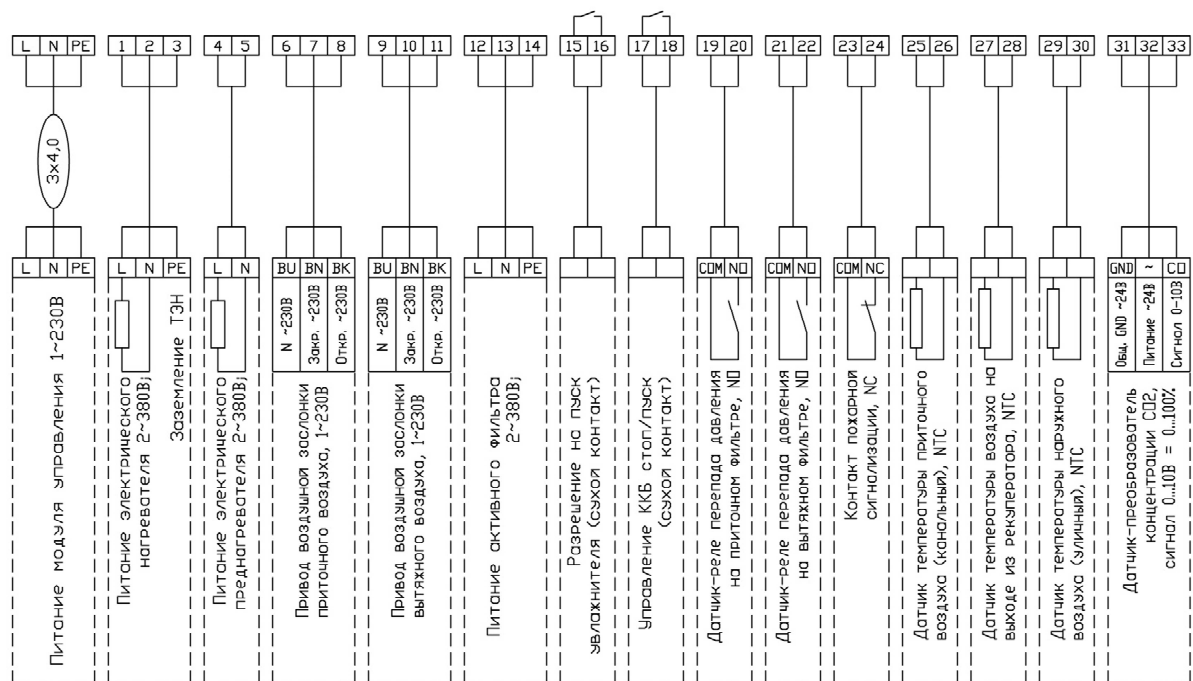 L N PE
1 2 3
4 5
6 7 8
9 10 11
12 13 14
15 16
17 18
19 20
21 22
23 24
25 26
27 28
29 30
31 32 33
3x4,0
L N PE
L N PE
L N
BU BN BK
BU BN BK
L N PE
COM NO
COM NO
COM NC
GND ~ CO
Питание модуля управления 1~230В
Питание электрического
нагревателя 2~380В;
Заземление ТЭН
Питание электрического
преднагревателя 2~380В;
N ~230В
Закр. ~230В
Откр. ~230В
Привод воздушной заслонки
приточного воздуха, 1~230В
N ~230В
Закр. ~230В
Откр. ~230В
Привод воздушной заслонки
вытяжного воздуха, 1~230В
Питание активного фильтра
2~380В;
Разрешение на пуск
увлажнителя (сухой контакт)
Управление ККБ стоп/пуск
(сухой контакт)
Датчик-реле перепада давления
на приточном фильтре, NO
Датчик-реле перепада давления
на вытяжном фильтре, NO
Контакт пожарной
сигнализации, NC
Датчик температуры приточного
воздуха (канальный), NTC
Датчик температуры воздуха на
выходе из рекуператора, NTC
Датчик температуры наружного
воздуха (уличный), NTC
Общ. GND ~24В
Питание ~24В
Сигнал 0-10В
Датчик-преобразователь
концентрации CO2,
сигнал 0...10В = 0...100%